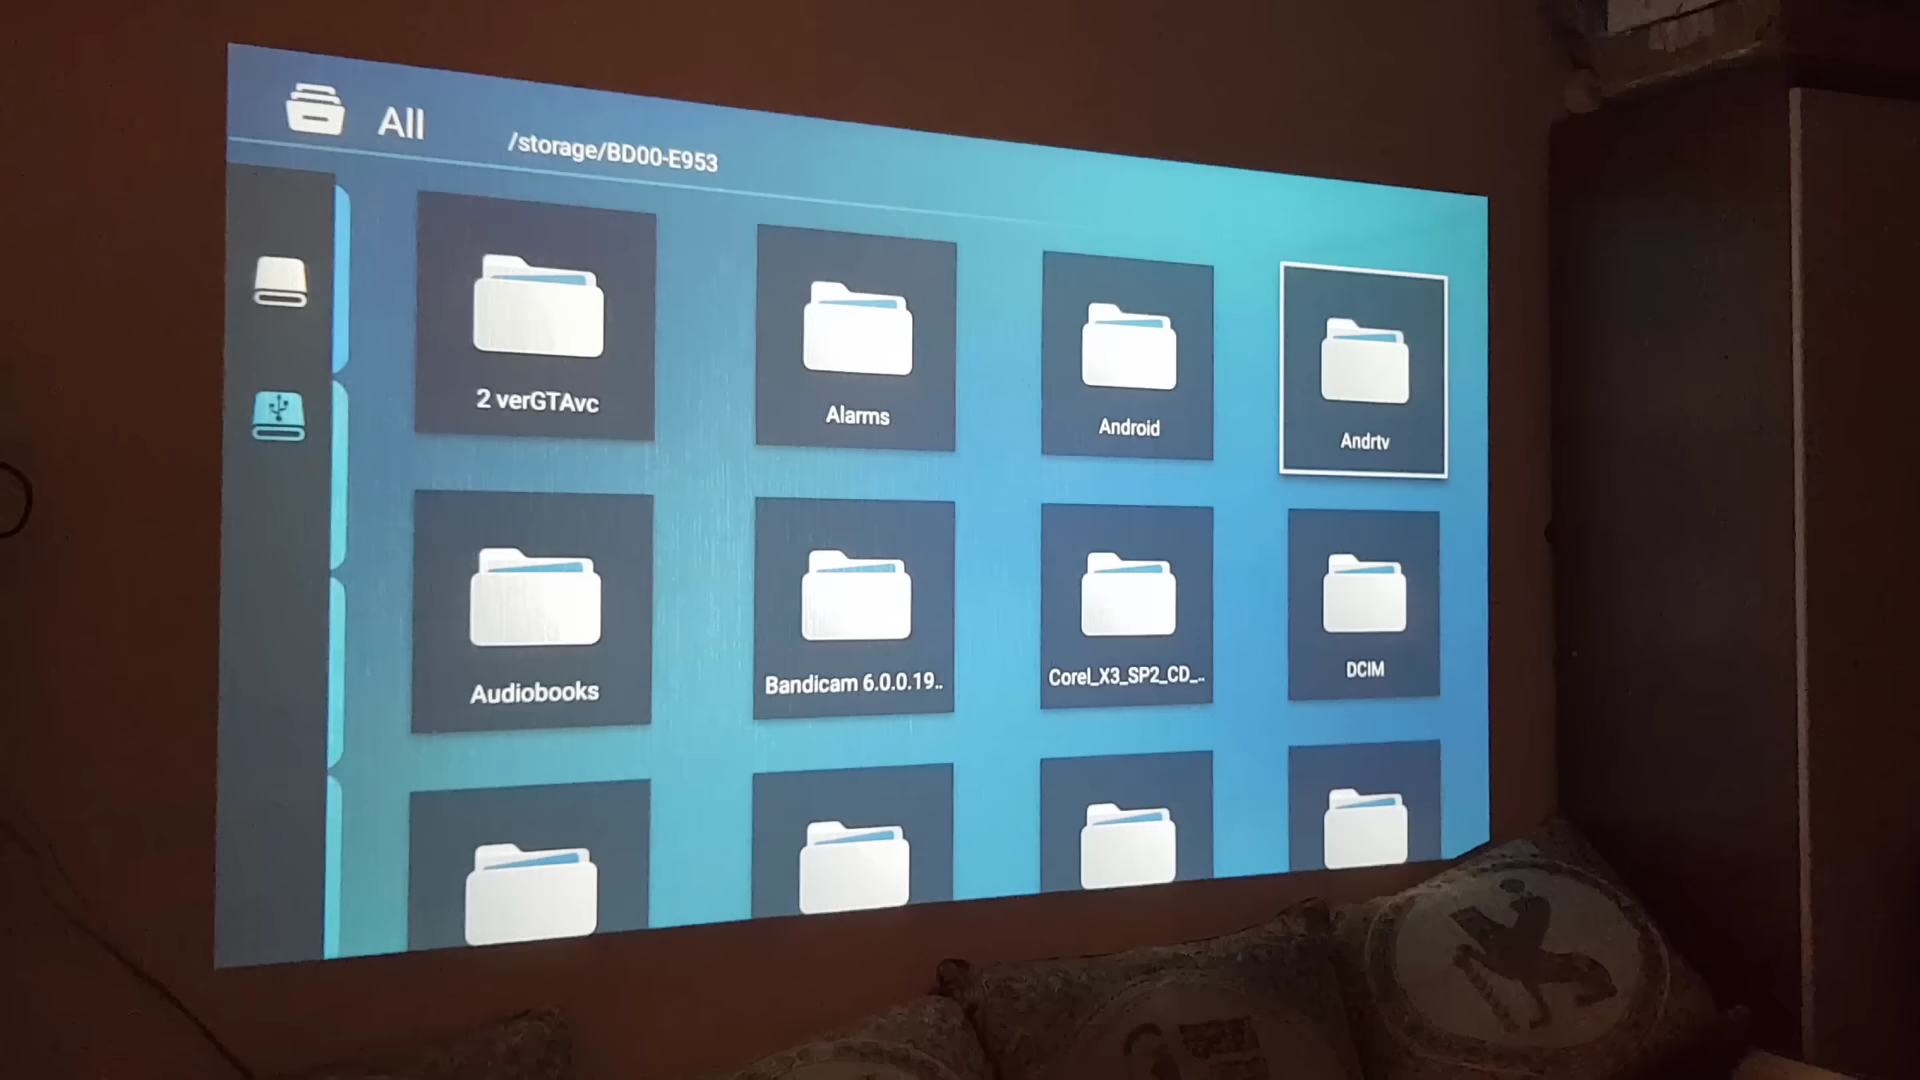 All
/storage/BD00-E953
2 verGTAvc
Alarms
Android
Andrtv
Audiobooks
Bandicam 6.0.0.19..
Corel_X3_SP2_CD_..
DCIM